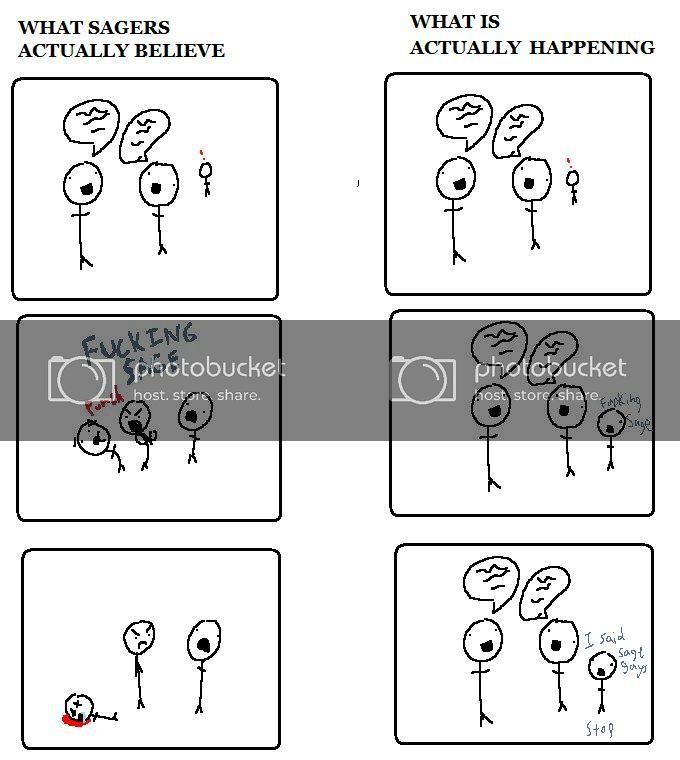 WHAT SAGERS
ACTUALLY BELIEVE
WHAT IS
ACTUALLY HAPPENING
FUCKING
SAGE
Punch
photobucket
host. store. share.
photobucket
host. store. share.
Fucking
Sage
I said
sage
guys
stop